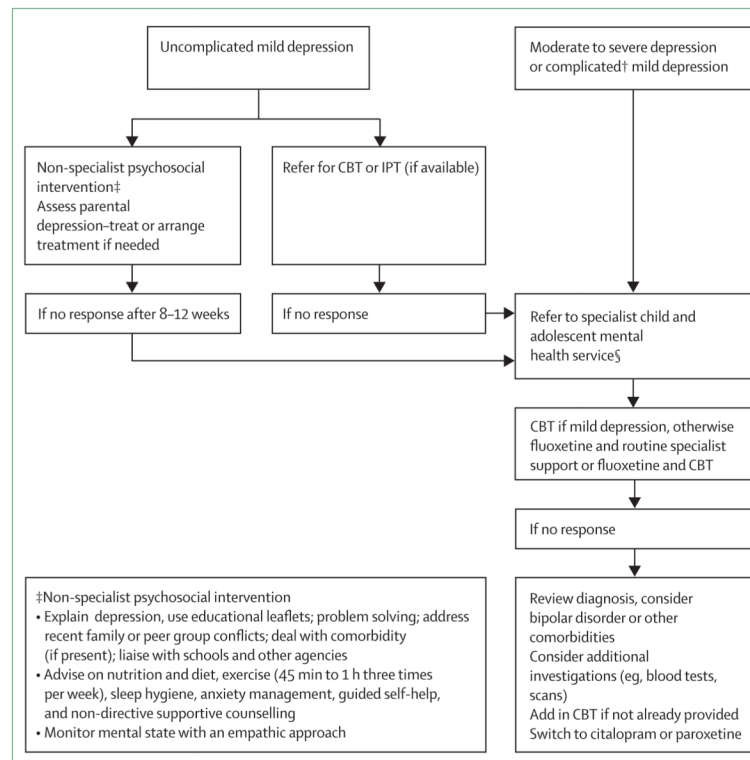 Uncomplicated mild depression
Moderate to severe depression
or complicated† mild depression
Non-specialist psychosocial
intervention‡
Assess parental
depression–treat or arrange
treatment if needed
Refer for CBT or IPT (if available)
If no response after 8–12 weeks
If no response
Refer to specialist child and
adolescent mental
health service§
CBT if mild depression, otherwise
fluoxetine and routine specialist
support or fluoxetine and CBT
If no response
‡Non-specialist psychosocial intervention
• Explain depression, use educational leaflets; problem solving; address
recent family or peer group conflicts; deal with comorbidity
(if present); liaise with schools and other agencies
• Advise on nutrition and diet, exercise (45 min to 1 h three times
per week), sleep hygiene, anxiety management, guided self-help,
and non-directive supportive counselling
• Monitor mental state with an empathic approach
Review diagnosis, consider
bipolar disorder or other
comorbidities
Consider additional
investigations (eg, blood tests,
scans)
Add in CBT if not already provided
Switch to citalopram or paroxetine